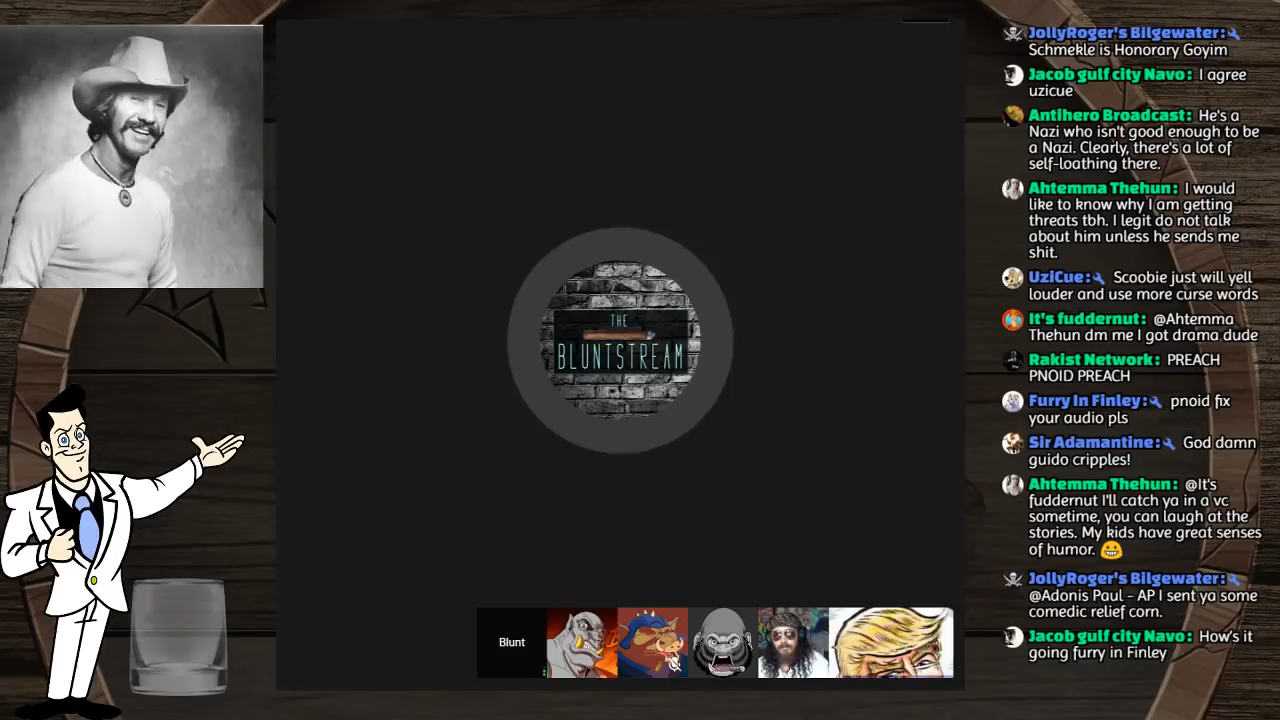 THE
BLUNTSTREAM
Blunt
JollyRoger's Bilgewater:
Schmekle is Honorary Goyim
Jacob gulf city Navo: I agree
uzicue
Antihero Broadcast: He's a
Nazi who isn't good enough to be
a Nazi. Clearly, there's a lot of
self-loathing there.
Ahtemma Thehun: I would
like to know why I am getting
threats tbh. I legit do not talk
about him unless he sends me
shit.
UziCue: Scoobie just will yell
louder and use more curse words
It's fuddernut: @Ahtemma
Thehun dm me I got drama dude
Rakist Network: PREACH
PNOID PREACH
Furry In Finley: pnoid fix
your audio pls
Sir Adamantine: God damn
guido cripples!
Ahtemma Thehun: @It's
fuddernut I'll catch ya in a vc
sometime, you can laugh at the
stories. My kids have great senses
of humor. 😬
JollyRoger's Bilgewater:
@Adonis Paul - AP I sent ya some
comedic relief corn.
Jacob gulf city Navo: How's it
going furry in Finley